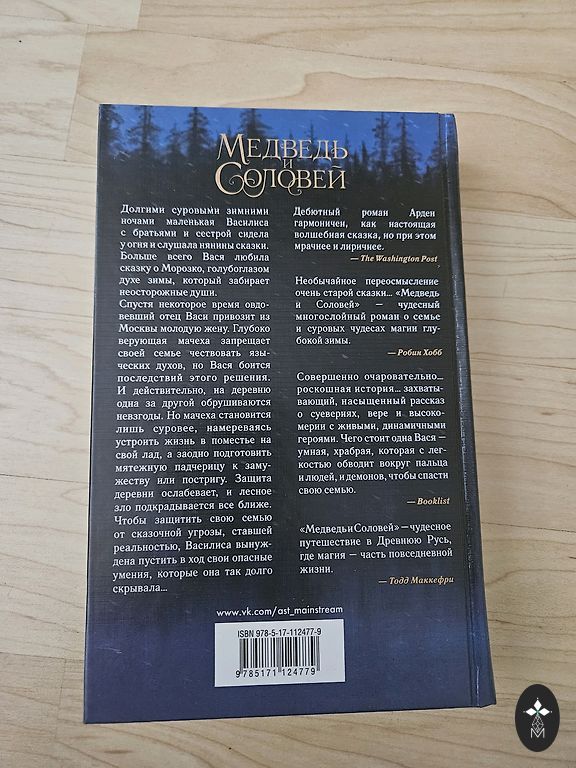 МЕДВЕДЬ
И
СОЛОВЕЙ
Долгими суровыми зимними
ночами маленькая Василиса
с братьями и сестрой сидела
у огня и слушала нянины сказки.
Больше всего Вася любила
сказку о Морозко, голубоглазом
духе зимы, который забирает
неосторожные души.
Спустя некоторое время овдо-
вевший отец Васи привозит из
Москвы молодую жену. Глубоко
верующая мачеха запрещает
своей семье чествовать язы-
ческих духов, но Вася боится
последствий этого решения.
И действительно, на деревню
одна за другой обрушиваются
невзгоды. Но мачеха становится
лишь суровее, намереваясь
устроить жизнь в поместье на
свой лад, а заодно подготовить
мятежную падчерицу к заму-
жеству или постригу. Защита
деревни ослабевает, и лесное
зло подкрадывается все ближе.
Чтобы защитить свою семью
от сказочной угрозы, ставшей
реальностью, Василиса вынуж-
дена пустить в ход свои опасные
умения, которые она так долго
скрывала...
Дебютный роман Арден
гармоничен, как настоящая
волшебная сказка, но при этом
мрачнее и лиричнее.
— The Washington Post
Необычайное переосмысление
очень старой сказки... «Медведь
и Соловей» — чудесный
многослойный роман о семье
и суровых чудесах магии глу-
бокой зимы.
— Робин Хобб
Совершенно очаровательно...
роскошная история... захваты-
вающий, насыщенный рассказ
о суевериях, вере и высоко-
мерии с живыми, динамичными
героями. Чего стоит одна Вася —
умная, храбрая, которая с лег-
костью обводит вокруг пальца
и людей, и демонов, чтобы спасти
свою семью.
— Booklist
«Медведь и Соловей» — чудесное
путешествие в Древнюю Русь,
где магия — часть повседневной
жизни.
— Тодд Маккефри
www.vk.com/ast_mainstream
ISBN 978-5-17-112477-9
9 785171 124779
М